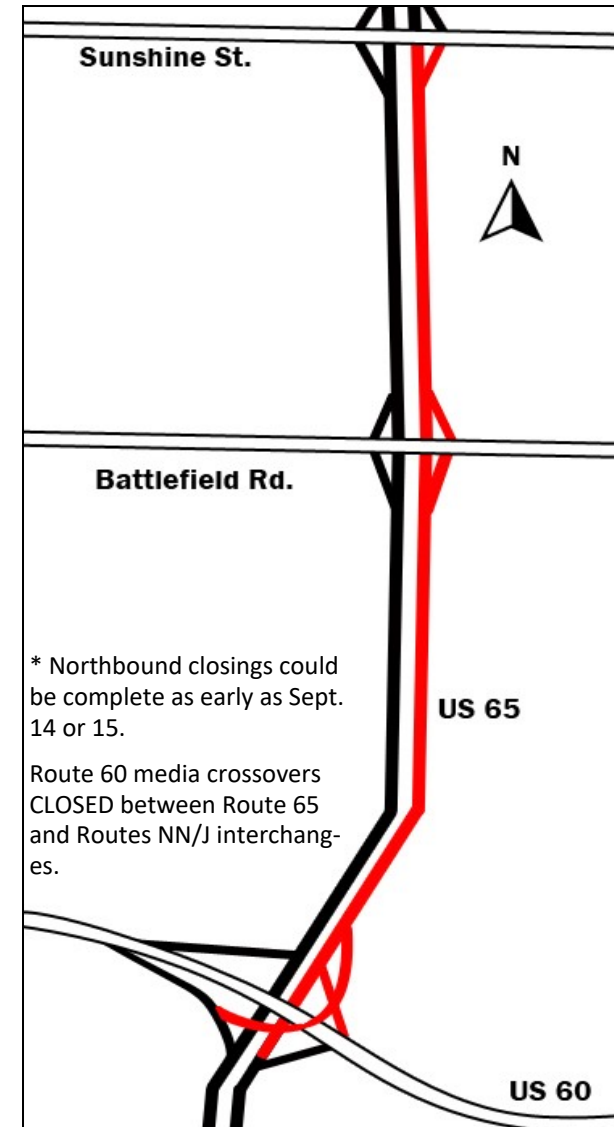 Sunshine St.
N
Battlefield Rd.
* Northbound closings could
be complete as early as Sept.
14 or 15.
US 65
Route 60 media crossovers
CLOSED between Route 65
and Routes NN/J interchang-
es.
US 60